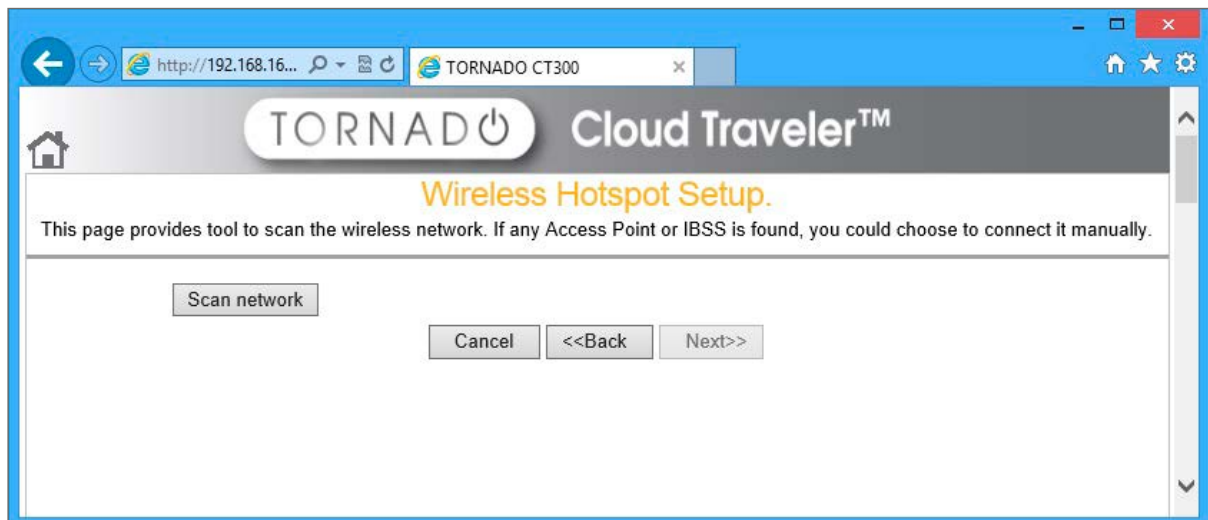 http://192.168.16...
TORNADO CT300
TORNADO Cloud Traveler™
Wireless Hotspot Setup.
This page provides tool to scan the wireless network. If any Access Point or IBSS is found, you could choose to connect it manually.
Scan network
Cancel <<Back Next>>